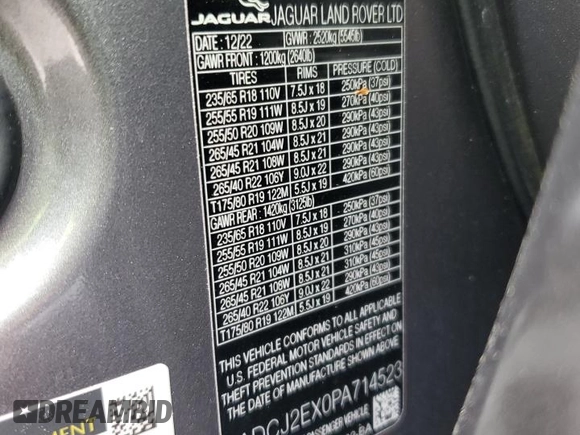 JAGUAR JAGUAR LAND ROVER LTD
DATE: 12/22 GVWR: 2520kg (5549lb)
GAWR FRONT: 1200kg (2640lb)
TIRES RIMS PRESSURE (COLD)
235/65 R18 110V 7.5J x 18 250kPa (37psi)
255/55 R19 111W 8.5J x 19 270kPa (40psi)
255/50 R20 109W 8.5J x 20 290kPa (43psi)
265/45 R21 104W 8.5J x 21 290kPa (43psi)
265/45 R21 108W 8.5J x 21 290kPa (43psi)
265/40 R22 106Y 9.0J x 22 290kPa (43psi)
T175/80 R19 122M 5.5J x 19 420kPa (60psi)
GAWR REAR: 1420kg (3125lb)
235/65 R18 110V 7.5J x 18 250kPa (37psi)
255/55 R19 111W 8.5J x 19 270kPa (40psi)
255/50 R20 109W 8.5J x 20 290kPa (43psi)
265/45 R21 104W 8.5J x 21 310kPa (45psi)
265/45 R21 108W 8.5J x 21 290kPa (43psi)
265/40 R22 106Y 9.0J x 22 290kPa (43psi)
T175/80 R19 122M 5.5J x 19 420kPa (60psi)
THIS VEHICLE CONFORMS TO ALL APPLICABLE
U.S. FEDERAL MOTOR VEHICLE SAFETY AND
THEFT PREVENTION STANDARDS IN EFFECT ON
THE DATE OF MANUFACTURE SHOWN ABOVE
ADCJ2EX0PA714523
PASSENGER VEHICLE
DREAMBID
.COM